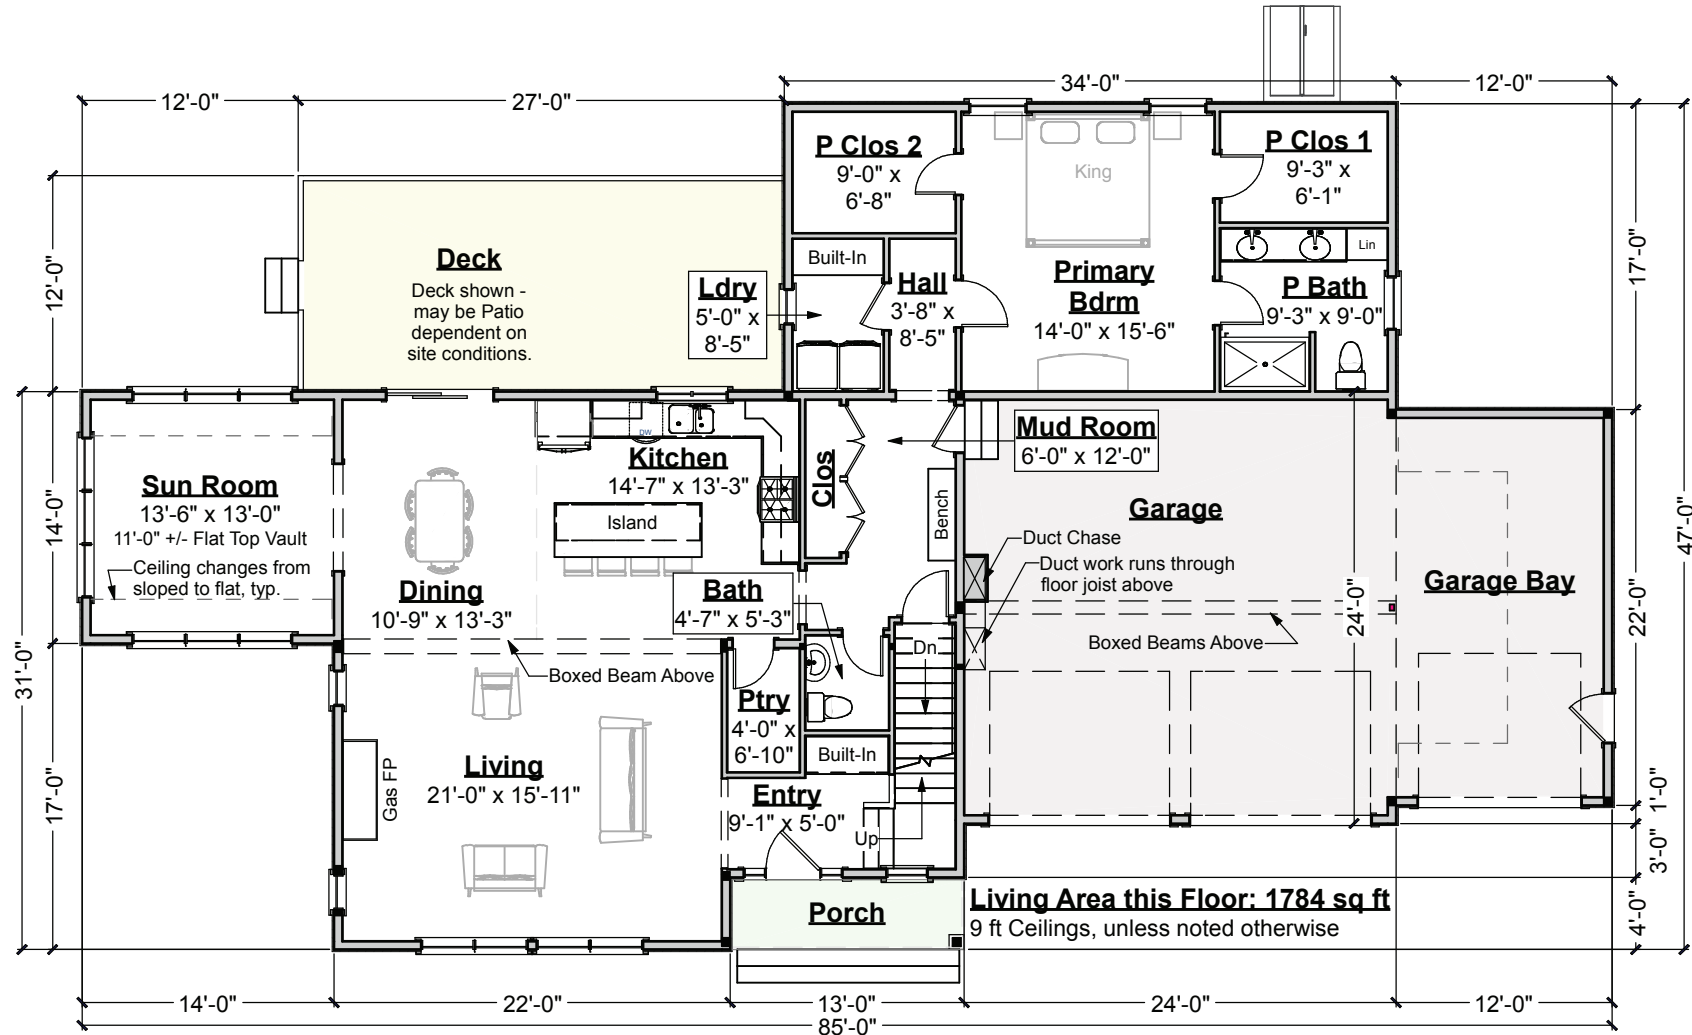 34'-0"
12'-0"
12'-0"
27'-0"
P Clos 2
9'-0" x
6'-8"
King
P Clos 1
9'-3" x
6'-1"
Deck
Deck shown -
may be Patio
dependent on
site conditions.
12'-0"
Built-In
Ldry
5'-0" x
8'-5"
Hall
3'-8" x
8'-5"
Primary
Bdrm
14'-0" x 15'-6"
Lin
P Bath
9'-3" x 9'-0"
17'-0"
47'-0"
Sun Room
13'-6" x 13'-0"
11'-0" +/- Flat Top Vault
Ceiling changes from
sloped to flat, typ.
14'-0"
31'-0"
DW
Kitchen
14'-7" x 13'-3"
Island
Dining
10'-9" x 13'-3"
Clos
Bench
Mud Room
6'-0" x 12'-0"
Garage
Duct Chase
Duct work runs through
floor joist above
Boxed Beams Above
24'-0"
Garage Bay
22'-0"
Bath
4'-7" x 5'-3"
Dn
Boxed Beam Above
Ptry
4'-0" x
6'-10"
Built-In
Living
21'-0" x 15'-11"
Gas FP
17'-0"
Entry
9'-1" x 5'-0"
Up
1'-0"
3'-0"
4'-0"
Porch
Living Area this Floor: 1784 sq ft
9 ft Ceilings, unless noted otherwise
14'-0"
22'-0"
13'-0"
24'-0"
12'-0"
85'-0"